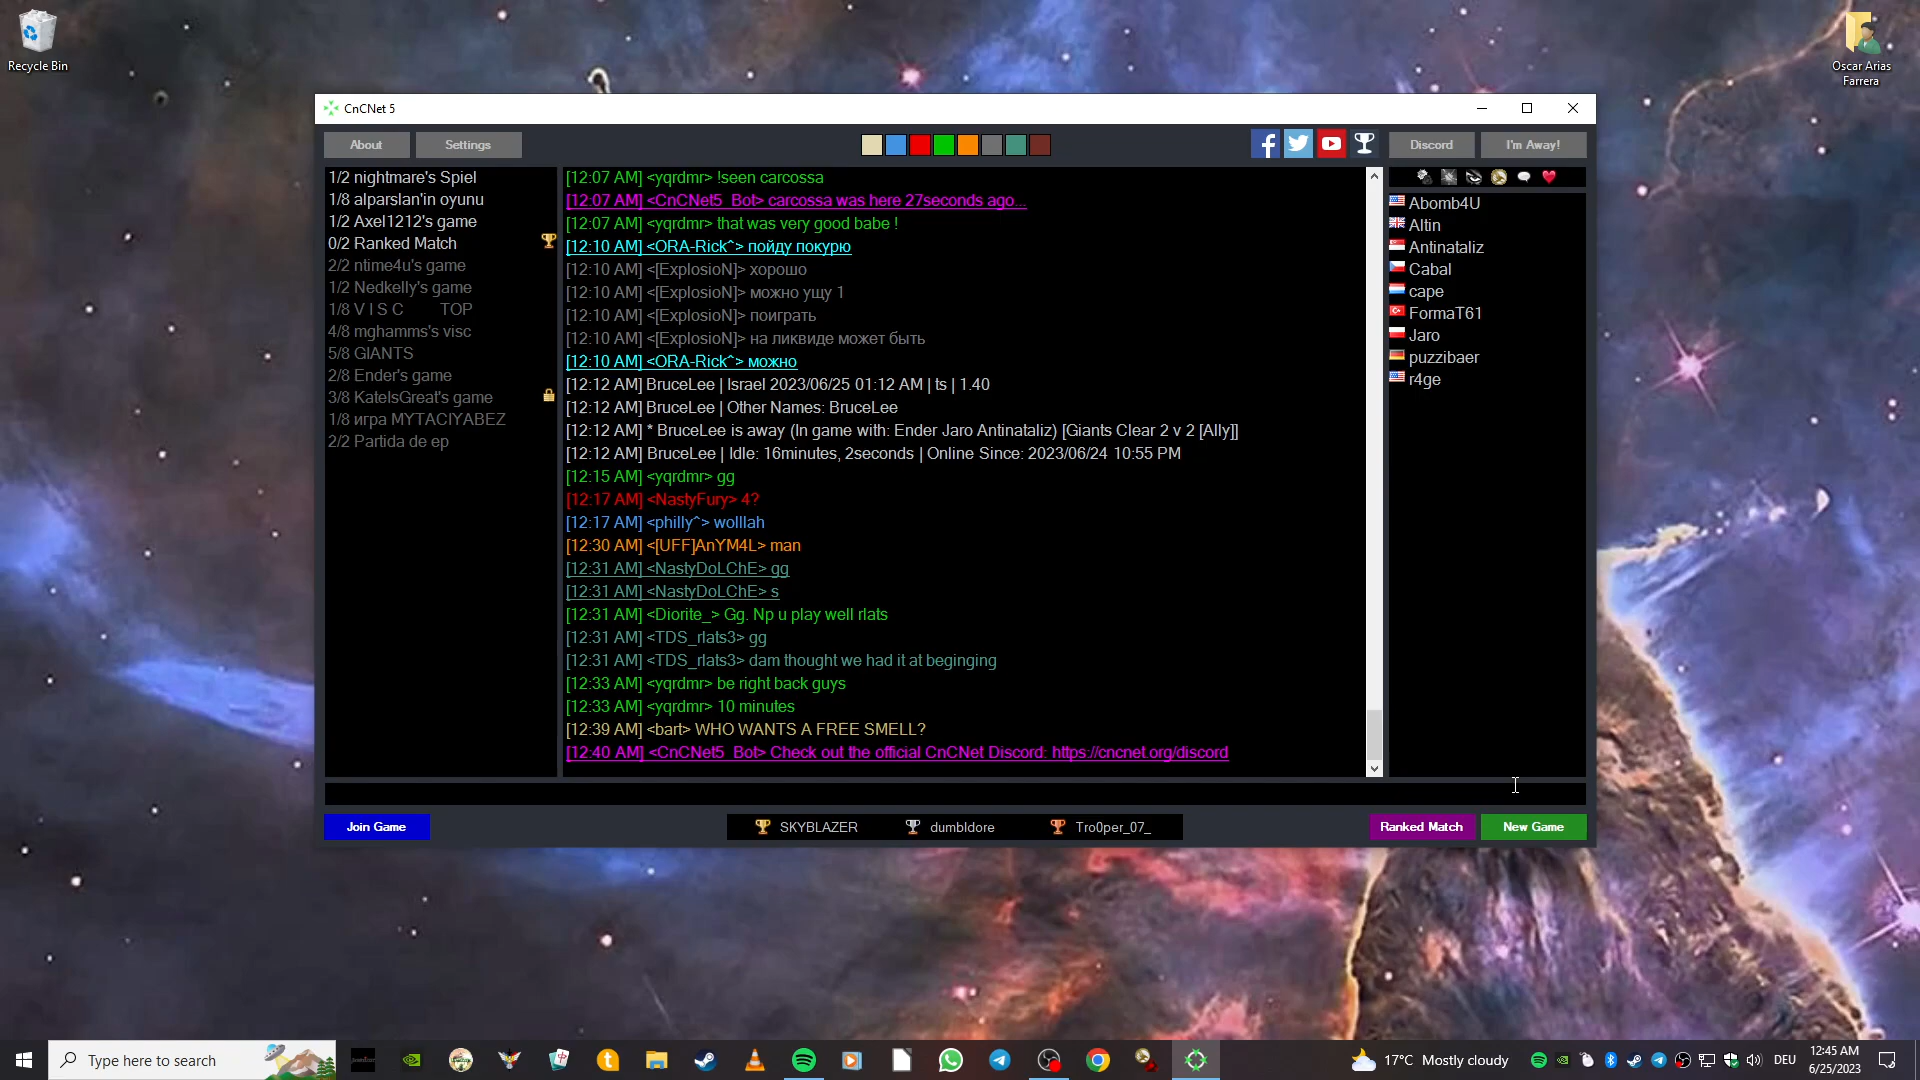 Recycle Bin
Oscar Arias
Farrera
CnCNet 5
About
Settings
Discord
I'm Away!
1/2 nightmare's Spiel
1/8 alparslan'in oyunu
1/2 Axel1212's game
0/2 Ranked Match
2/2 ntime4u's game
1/2 Nedkelly's game
1/8 V I S C TOP
4/8 mghamms's visc
5/8 GIANTS
2/8 Ender's game
3/8 KateIsGreat's game
1/8 игра MYTACIYABEZ
2/2 Partida de ep
[12:07 AM] <yqrdmr> !seen carcossa
[12:07 AM] <CnCNet5_Bot> carcossa was here 27seconds ago...
[12:07 AM] <yqrdmr> that was very good babe !
[12:10 AM] <ORA-Rick^> пойду покурю
[12:10 AM] <[ExplosioN]> хорошо
[12:10 AM] <[ExplosioN]> можно ущу 1
[12:10 AM] <[ExplosioN]> поиграть
[12:10 AM] <[ExplosioN]> на ликвиде может быть
[12:10 AM] <ORA-Rick^> можно
[12:12 AM] BruceLee | Israel 2023/06/25 01:12 AM | ts | 1.40
[12:12 AM] BruceLee | Other Names: BruceLee
[12:12 AM] * BruceLee is away (In game with: Ender Jaro Antinataliz) [Giants Clear 2 v 2 [Ally]]
[12:12 AM] BruceLee | Idle: 16minutes, 2seconds | Online Since: 2023/06/24 10:55 PM
[12:15 AM] <yqrdmr> gg
[12:17 AM] <NastyFury> 4?
[12:17 AM] <philly^> wolllah
[12:30 AM] <[UFF]AnYM4L> man
[12:31 AM] <NastyDoLChE> gg
[12:31 AM] <NastyDoLChE> s
[12:31 AM] <Diorite_> Gg. Np u play well rlats
[12:31 AM] <TDS_rlats3> gg
[12:31 AM] <TDS_rlats3> dam thought we had it at beginging
[12:33 AM] <yqrdmr> be right back guys
[12:33 AM] <yqrdmr> 10 minutes
[12:39 AM] <bart> WHO WANTS A FREE SMELL?
[12:40 AM] <CnCNet5_Bot> Check out the official CnCNet Discord: https://cncnet.org/discord
Abomb4U
Altin
Antinataliz
Cabal
cape
FormaT61
Jaro
puzzibaer
r4ge
Join Game
SKYBLAZER
dumbldore
Tro0per_07_
Ranked Match
New Game
Type here to search
17°C Mostly cloudy
DEU
12:45 AM
6/25/2023